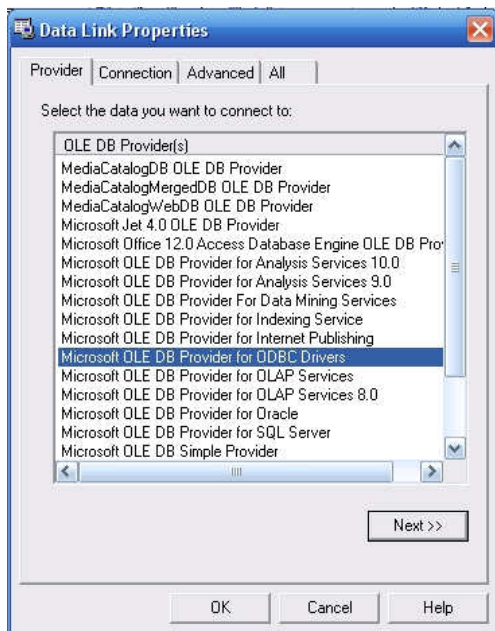 Data Link Properties
Provider Connection Advanced All
Select the data you want to connect to:
OLE DB Provider(s)
MediaCatalogDB OLE DB Provider
MediaCatalogMergedDB OLE DB Provider
MediaCatalogWebDB OLE DB Provider
Microsoft Jet 4.0 OLE DB Provider
Microsoft Office 12.0 Access Database Engine OLE DB Pro
Microsoft OLE DB Provider for Analysis Services 10.0
Microsoft OLE DB Provider for Analysis Services 9.0
Microsoft OLE DB Provider For Data Mining Services
Microsoft OLE DB Provider for Indexing Service
Microsoft OLE DB Provider for Internet Publishing
Microsoft OLE DB Provider for ODBC Drivers
Microsoft OLE DB Provider for OLAP Services
Microsoft OLE DB Provider for OLAP Services 8.0
Microsoft OLE DB Provider for Oracle
Microsoft OLE DB Provider for SQL Server
Microsoft OLE DB Simple Provider
Next >>
OK Cancel Help